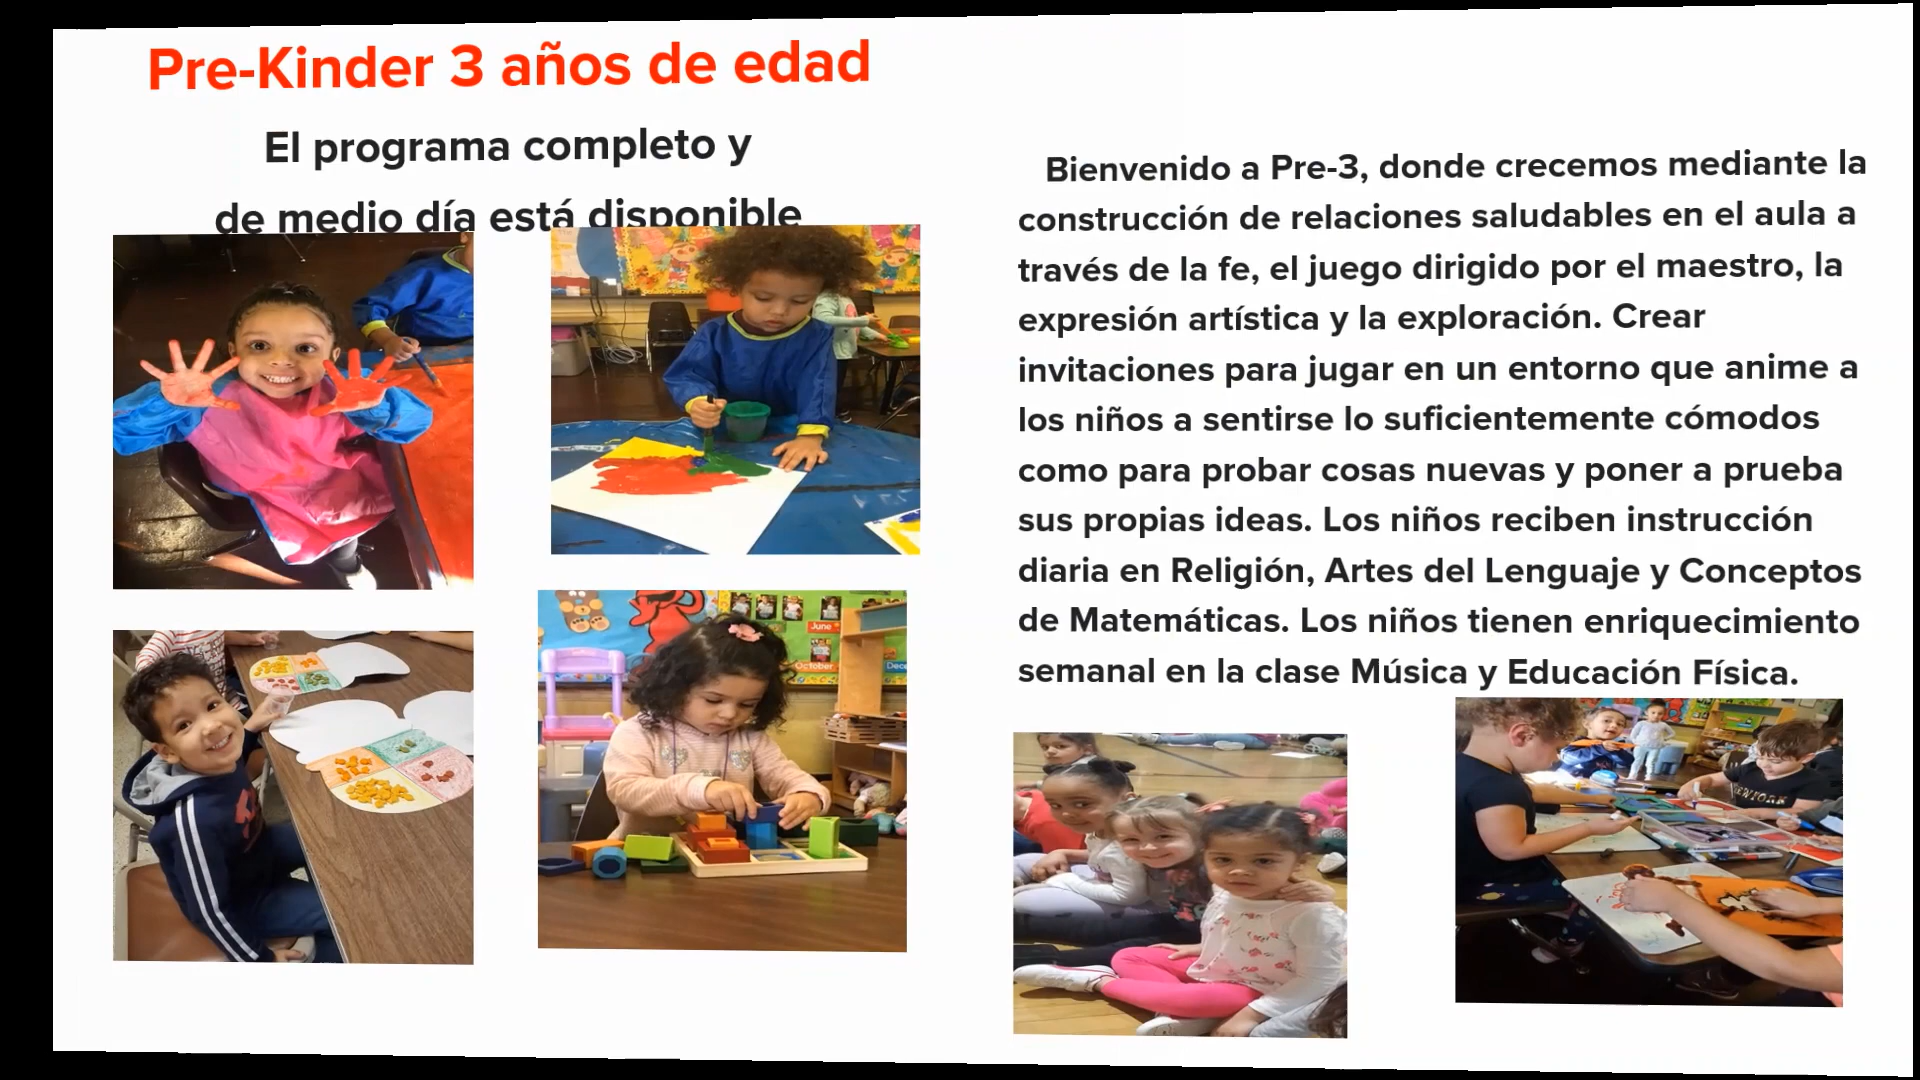 Pre-Kinder 3 años de edad
El programa completo y
de medio día está disponible
Bienvenido a Pre-3, donde crecemos mediante la
construcción de relaciones saludables en el aula a
través de la fe, el juego dirigido por el maestro, la
expresión artística y la exploración. Crear
invitaciones para jugar en un entorno que anime a
los niños a sentirse lo suficientemente cómodos
como para probar cosas nuevas y poner a prueba
sus propias ideas. Los niños reciben instrucción
diaria en Religión, Artes del Lenguaje y Conceptos
de Matemáticas. Los niños tienen enriquecimiento
semanal en la clase Música y Educación Física.
June
October